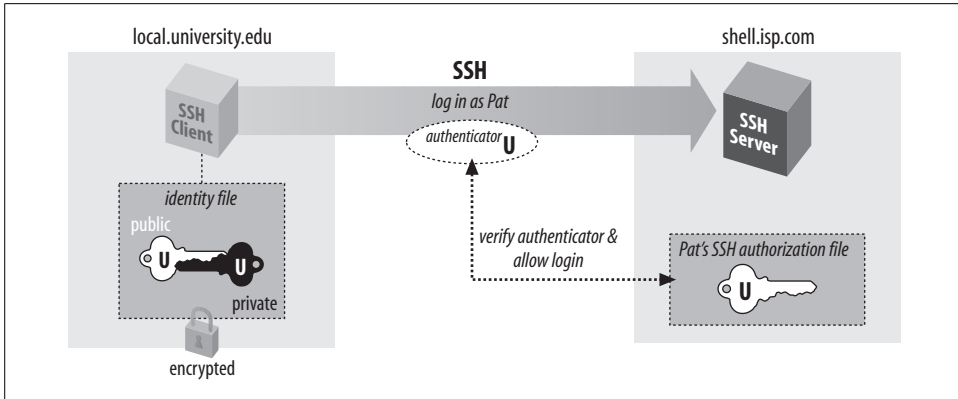 local.university.edu
shell.isp.com
SSH
log in as Pat
SSH
Client
authenticator U
SSH
Server
identity file
public
U
U
private
verify authenticator &
allow login
Pat's SSH authorization file
U
encrypted